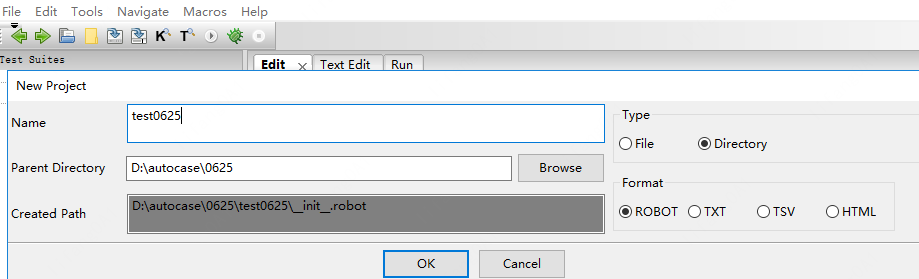 File Edit Tools Navigate Macros Help
Test Suites
Edit Text Edit Run
New Project
Name
test0625
Type
File Directory
Parent Directory
D:\autocase\0625
Browse
Format
Created Path
D:\autocase\0625\test0625\__init__.robot
ROBOT TXT TSV HTML
OK Cancel